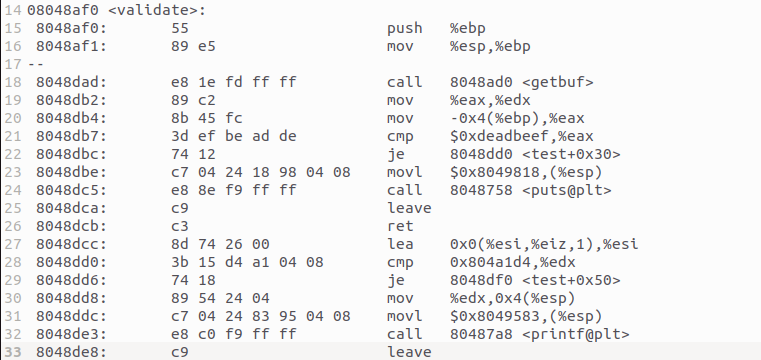 14 08048af0 <validate>:
15  8048af0:       55                      push   %ebp
16  8048af1:       89 e5                   mov    %esp,%ebp
17 --
18  8048dad:       e8 1e fd ff ff          call   8048ad0 <getbuf>
19  8048db2:       89 c2                   mov    %eax,%edx
20  8048db4:       8b 45 fc                mov    -0x4(%ebp),%eax
21  8048db7:       3d ef be ad de          cmp    $0xdeadbeef,%eax
22  8048dbc:       74 12                   je     8048dd0 <test+0x30>
23  8048dbe:       c7 04 24 18 98 04 08    movl   $0x8049818,(%esp)
24  8048dc5:       e8 8e f9 ff ff          call   8048758 <puts@plt>
25  8048dca:       c9                      leave
26  8048dcb:       c3                      ret
27  8048dcc:       8d 74 26 00             lea    0x0(%esi,%eiz,1),%esi
28  8048dd0:       3b 15 d4 a1 04 08       cmp    0x804a1d4,%edx
29  8048dd6:       74 18                   je     8048df0 <test+0x50>
30  8048dd8:       89 54 24 04             mov    %edx,0x4(%esp)
31  8048ddc:       c7 04 24 83 95 04 08    movl   $0x8049583,(%esp)
32  8048de3:       e8 c0 f9 ff ff          call   80487a8 <printf@plt>
33  8048de8:       c9                      leave